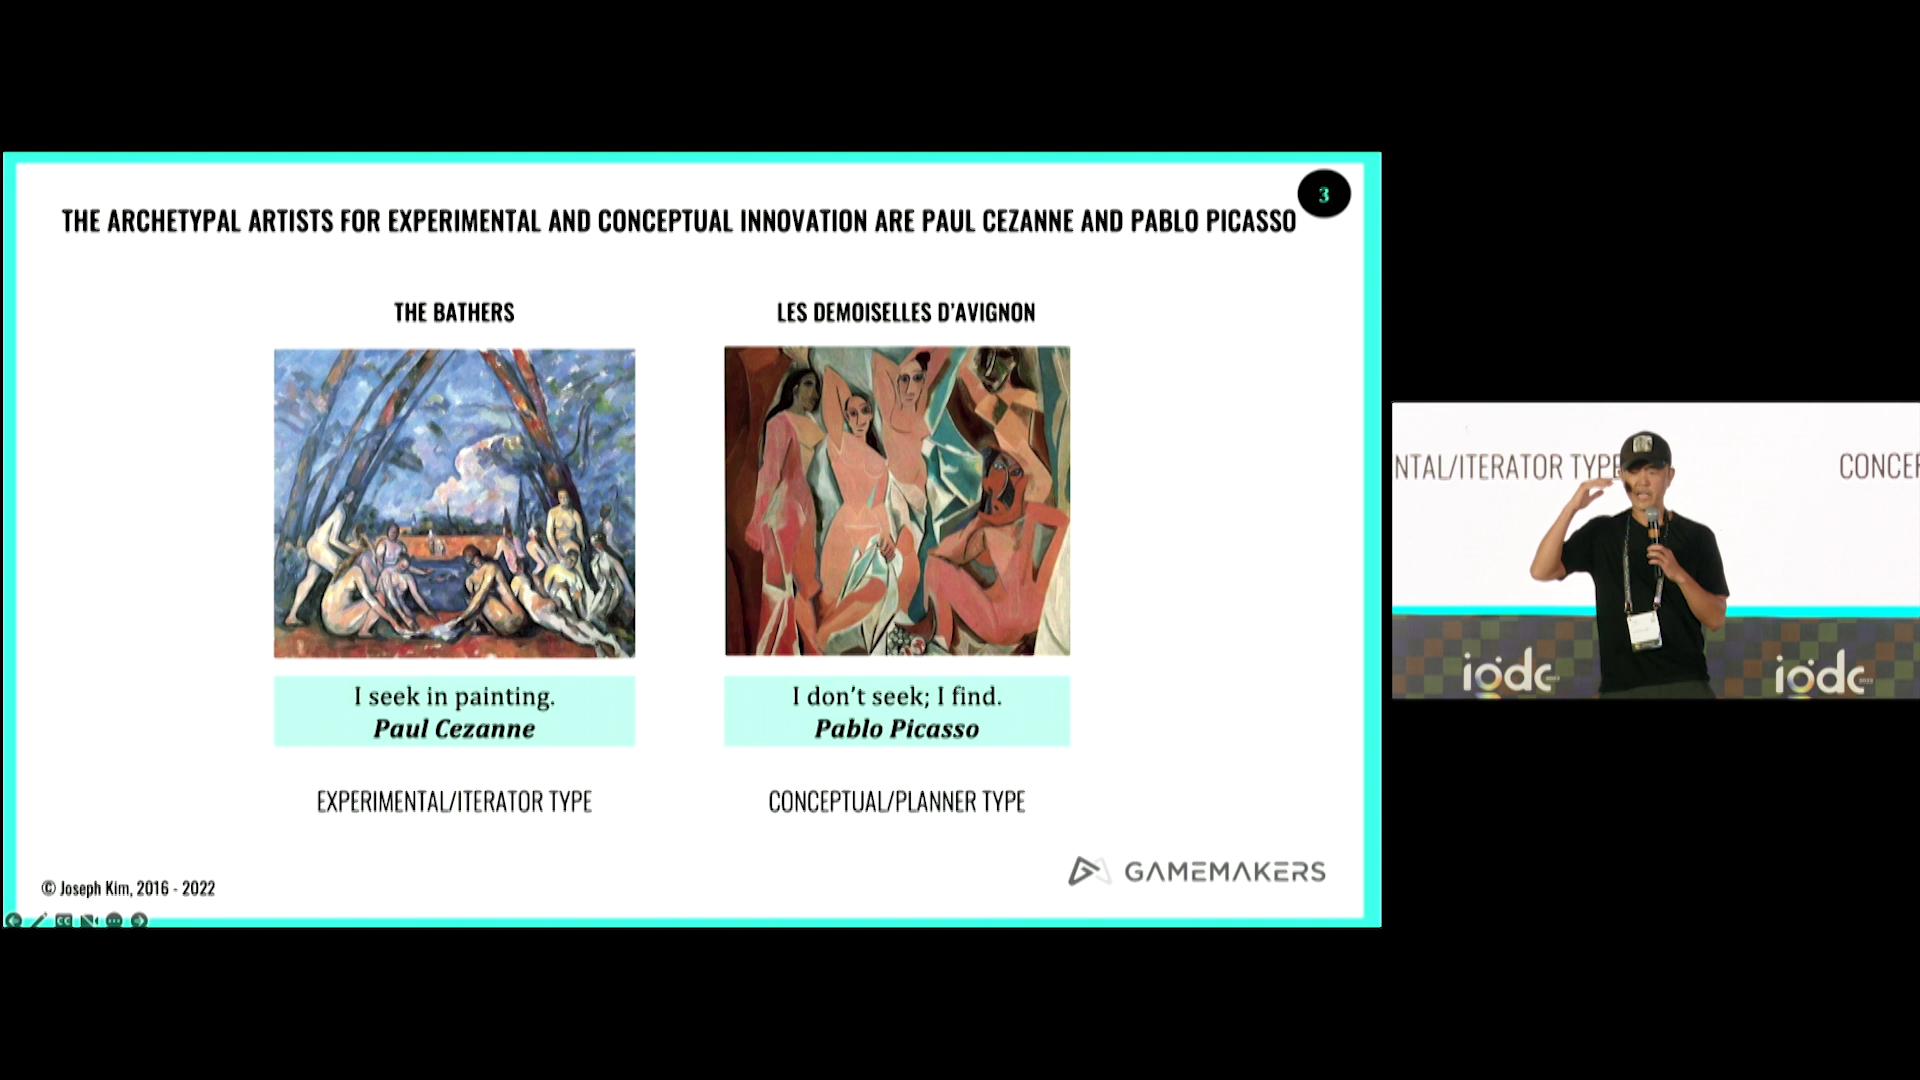 3
THE ARCHETYPAL ARTISTS FOR EXPERIMENTAL AND CONCEPTUAL INNOVATION ARE PAUL CEZANNE AND PABLO PICASSO
THE BATHERS
LES DEMOISELLES D'AVIGNON
I seek in painting.
Paul Cezanne
I don't seek; I find.
Pablo Picasso
EXPERIMENTAL/ITERATOR TYPE
CONCEPTUAL/PLANNER TYPE
GAMEMAKERS
© Joseph Kim, 2016 - 2022
CC
NTAL/ITERATOR TYPE
CONCEP
iodc
iodc